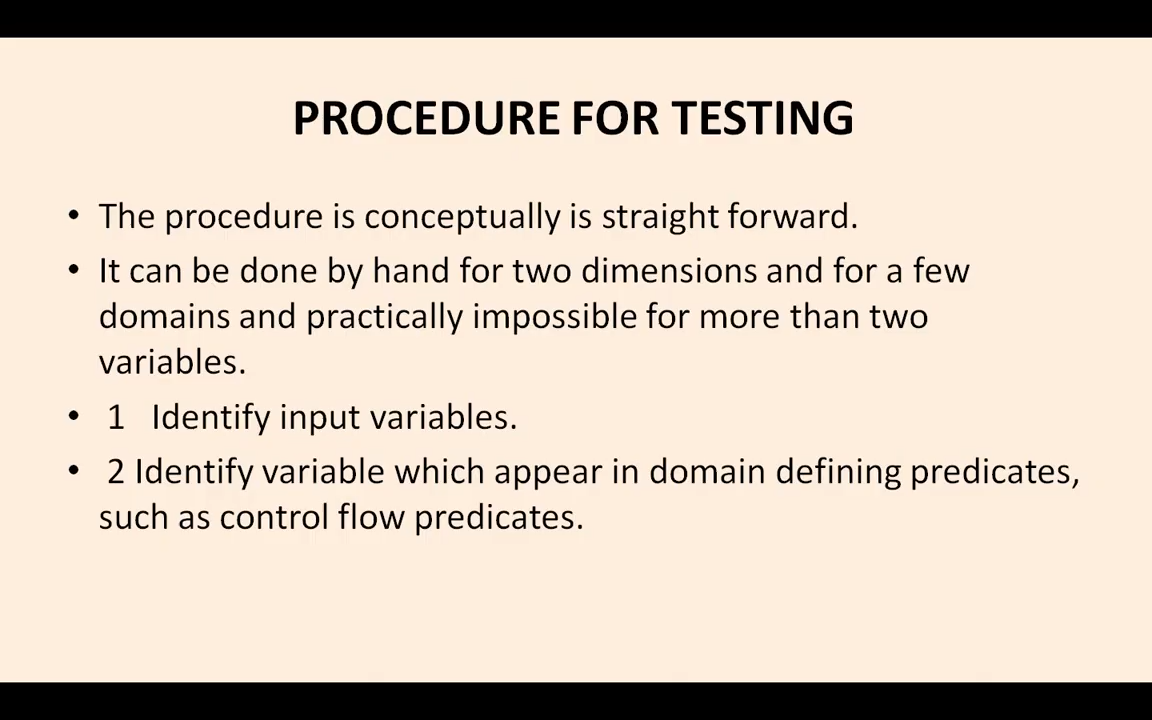 PROCEDURE FOR TESTING
• The procedure is conceptually is straight forward.
• It can be done by hand for two dimensions and for a few
domains and practically impossible for more than two
variables.
• 1 Identify input variables.
• 2 Identify variable which appear in domain defining predicates,
such as control flow predicates.